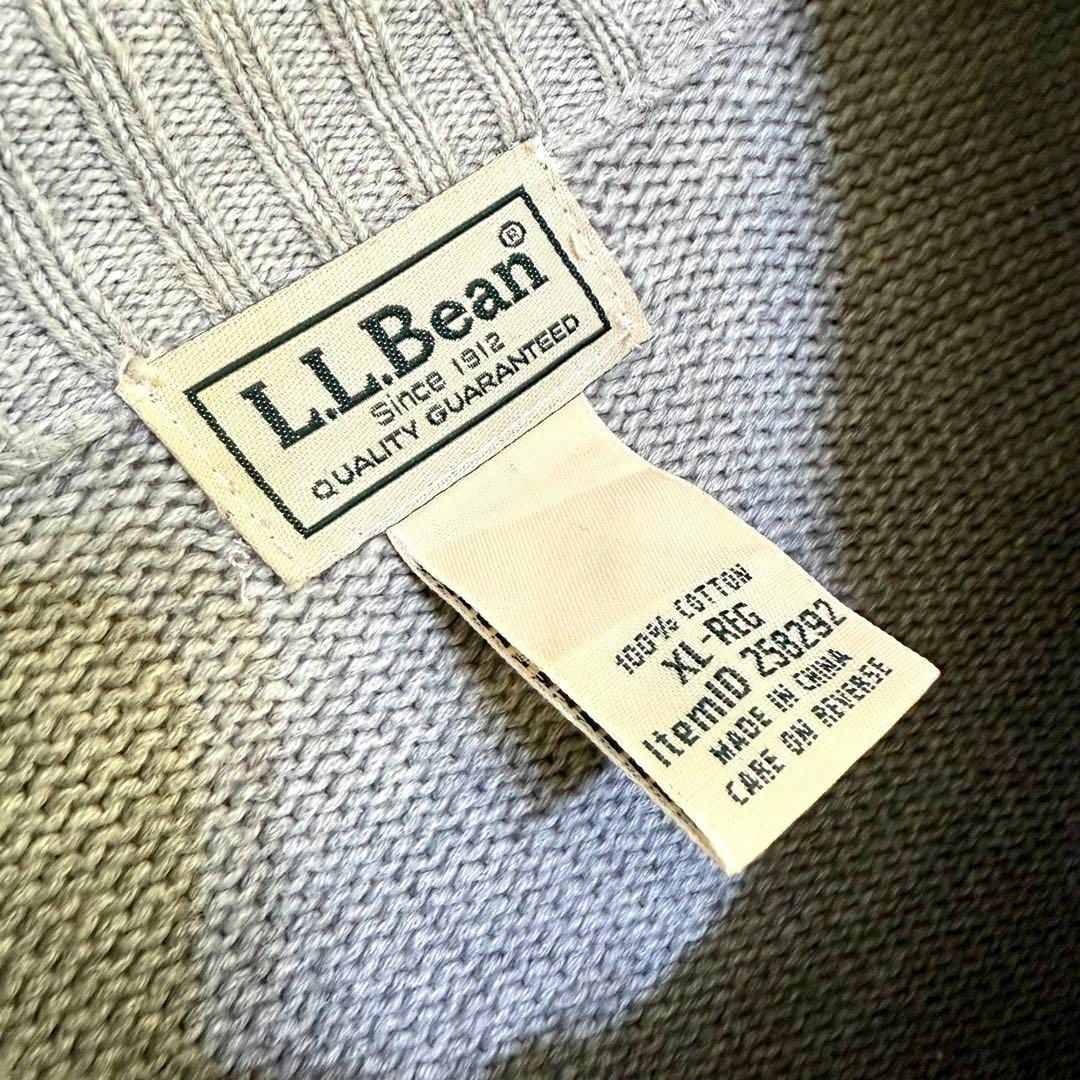 L.L.Bean®
Since 1912
QUALITY GUARANTEED
100% COTTON
XL-REG
ItemID 258292
MADE IN CHINA
CARE ON REVERSE